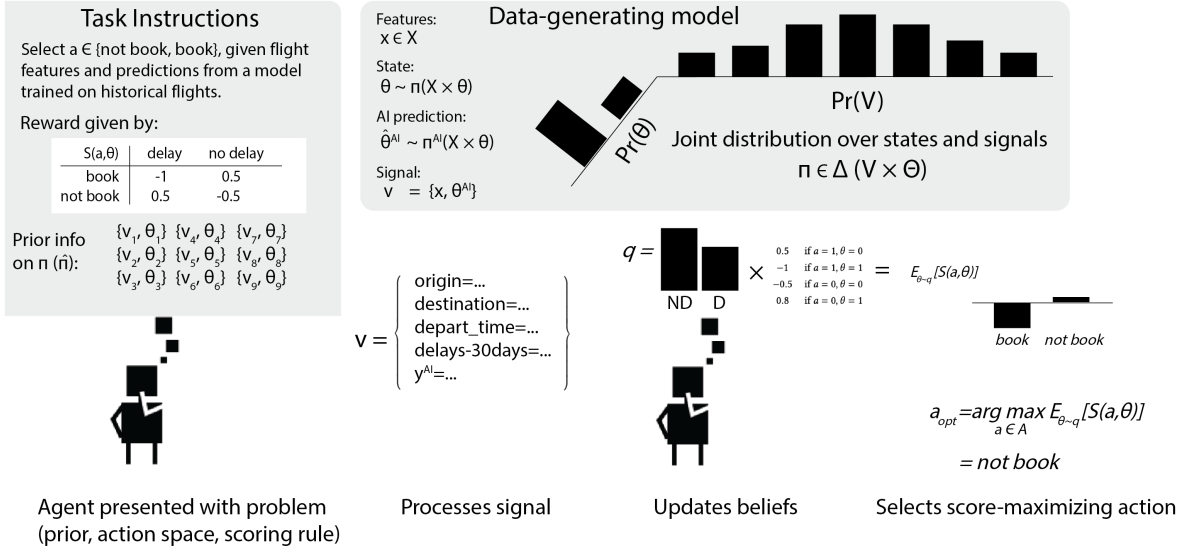 Task Instructions
Select a ∈ {not book, book}, given flight
features and predictions from a model
trained on historical flights.
Reward given by:
S(a,θ) delay no delay
book -1 0.5
not book 0.5 -0.5
Prior info
on π (π̂):
{v₁, θ₁} {v₄, θ₄} {v₇, θ₇}
{v₂, θ₂} {v₅, θ₅} {v₈, θ₈}
{v₃, θ₃} {v₆, θ₆} {v₉, θ₉}
Data-generating model
Features:
x ∈ X
State:
θ ~ π(X × θ)
AI prediction:
θ̂ᴬᴵ ~ πᴬᴵ(X × θ)
Signal:
v = {x, θᴬᴵ}
Pr(θ)
Pr(V)
Joint distribution over states and signals
π ∈ Δ (V × Θ)
v =
origin=...
destination=...
depart_time=...
delays-30days=...
yᴬᴵ=...
q =
ND D
×
0.5 if a = 1, θ = 0
−1 if a = 1, θ = 1
−0.5 if a = 0, θ = 0
0.8 if a = 0, θ = 1
=
E_θ~q[S(a,θ)]
book not book
a_opt=arg max E_θ~q[S(a,θ)]
a ∈ A
= not book
Agent presented with problem
(prior, action space, scoring rule)
Processes signal
Updates beliefs
Selects score-maximizing action